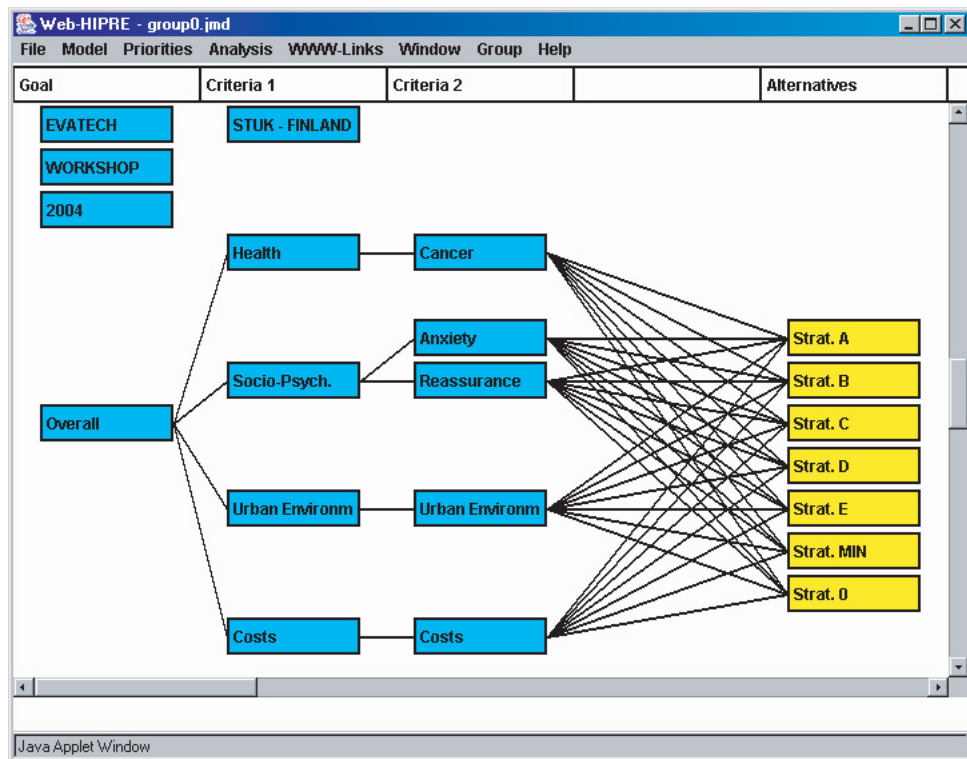 Web-HIPRE - group0.jmd
File Model Priorities Analysis WWW-Links Window Group Help
Goal Criteria 1 Criteria 2 Alternatives
EVATECH STUK - FINLAND
WORKSHOP
2004
Health Cancer
Anxiety Strat. A
Socio-Psych. Reassurance Strat. B
Overall Strat. C
Strat. D
Urban Environm Urban Environm Strat. E
Strat. MIN
Strat. 0
Costs Costs
Java Applet Window